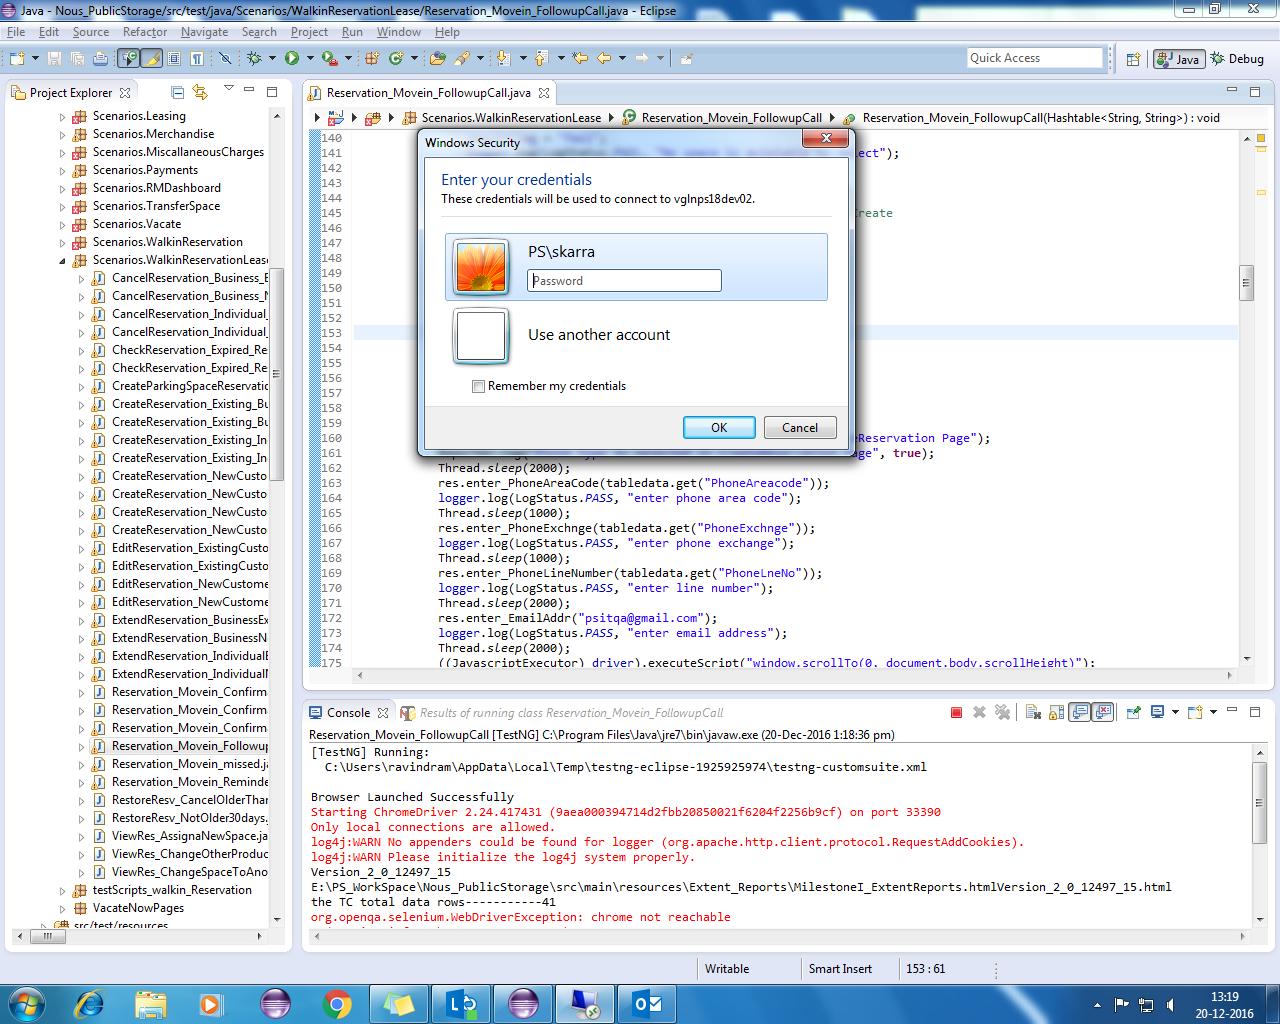 Java - Nous_PublicStorage/src/test/java/Scenarios/WalkinReservationLease/Reservation_Movein_FollowupCall.java - Eclipse
File Edit Source Refactor Navigate Search Project Run Window Help
Quick Access
Java
Debug
Project Explorer
Scenarios.Leasing
Scenarios.Merchandise
Scenarios.MiscellaneousCharges
Scenarios.Payments
Scenarios.RMDashboard
Scenarios.TransferSpace
Scenarios.Vacate
Scenarios.WalkinReservation
Scenarios.WalkinReservationLease
CancelReservation_Business_E
CancelReservation_Business_N
CancelReservation_Individual_
CancelReservation_Individual_
CheckReservation_Expired_Re
CheckReservation_Expired_Re
CreateParkingSpaceReservatio
CreateReservation_Existing_Bu
CreateReservation_Existing_Bu
CreateReservation_Existing_In
CreateReservation_Existing_In
CreateReservation_NewCusto
CreateReservation_NewCusto
CreateReservation_NewCusto
CreateReservation_NewCusto
EditReservation_ExistingCusto
EditReservation_ExistingCusto
EditReservation_NewCustome
EditReservation_NewCustome
ExtendReservation_BusinessEx
ExtendReservation_BusinessN
ExtendReservation_IndividualE
ExtendReservation_IndividualN
Reservation_Movein_Confirma
Reservation_Movein_Confirma
Reservation_Movein_Confirma
Reservation_Movein_Followup
Reservation_Movein_missed.ja
Reservation_Movein_Reminde
RestoreResv_CancelOlderThan
RestoreResv_NotOlder30days.
ViewRes_AssignaNewSpace.ja
ViewRes_ChangeOtherProduc
ViewRes_ChangeSpaceToAno
testScripts_walkin_Reservation
VacateNowPages
src/test/resources
Reservation_Movein_FollowupCall.java
Scenarios.WalkinReservationLease
Reservation_Movein_FollowupCall
Reservation_Movein_FollowupCall(Hashtable<String, String>) : void
140
141 lect");
142
143
144
145 Create
146
147
148
149
150
151
152
153
154
155
156
157
158
159
160 eReservation Page");
161 age", true);
162 Thread.sleep(2000);
163 res.enter_PhoneAreaCode(tabledata.get("PhoneAreacode"));
164 logger.log(LogStatus.PASS, "enter phone area code");
165 Thread.sleep(1000);
166 res.enter_PhoneExchnge(tabledata.get("PhoneExchnge"));
167 logger.log(LogStatus.PASS, "enter phone exchange");
168 Thread.sleep(1000);
169 res.enter_PhoneLineNumber(tabledata.get("PhoneLneNo"));
170 logger.log(LogStatus.PASS, "enter line number");
171 Thread.sleep(2000);
172 res.enter_EmailAddr("psitqa@gmail.com");
173 logger.log(LogStatus.PASS, "enter email address");
174 Thread.sleep(2000);
175 ((JavascriptExecutor) driver).executeScript("window.scrollTo(0, document.body.scrollHeight)");
Windows Security
Enter your credentials
These credentials will be used to connect to vglnps18dev02.
PS\skarra
Password
Use another account
Remember my credentials
OK Cancel
Console
Results of running class Reservation_Movein_FollowupCall
Reservation_Movein_FollowupCall [TestNG] C:\Program Files\Java\jre7\bin\javaw.exe (20-Dec-2016 1:18:36 pm)
[TestNG] Running:
C:\Users\ravindram\AppData\Local\Temp\testng-eclipse-1925925974\testng-customsuite.xml
Browser Launched Successfully
Starting ChromeDriver 2.24.417431 (9aea000394714d2fbb20850021f6204f2256b9cf) on port 33390
Only local connections are allowed.
log4j:WARN No appenders could be found for logger (org.apache.http.client.protocol.RequestAddCookies).
log4j:WARN Please initialize the log4j system properly.
Version_2_0_12497_15
E:\PS_WorkSpace\Nous_PublicStorage\src\main\resources\Extent_Reports\MilestoneI_ExtentReports.htmlVersion_2_0_12497_15.html
the TC total data rows-----------41
org.openqa.selenium.WebDriverException: chrome not reachable
Writable Smart Insert 153 : 61
13:19
20-12-2016